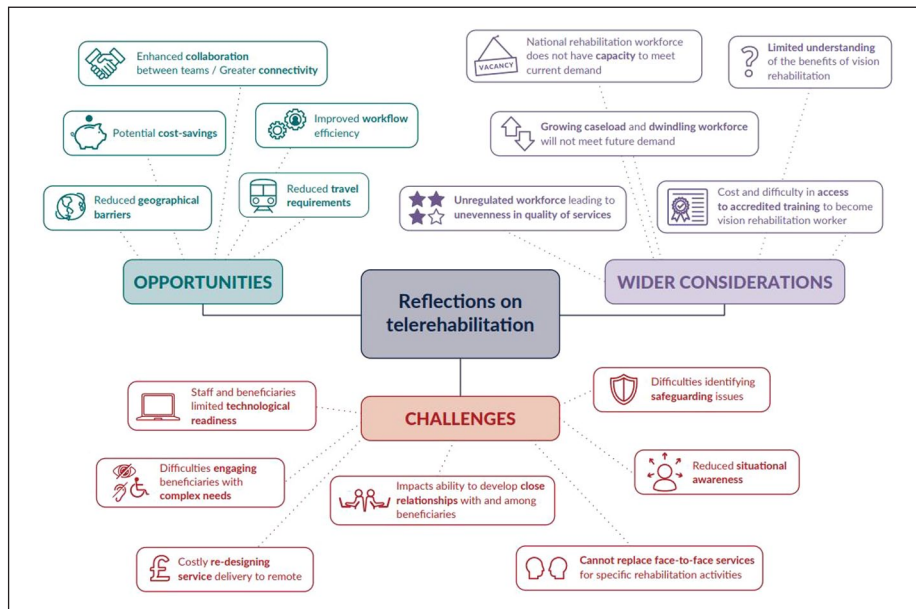 Enhanced collaboration
between teams / Greater connectivity
Potential cost-savings
Improved workflow
efficiency
Reduced geographical
barriers
Reduced travel
requirements
OPPORTUNITIES
VACANCY
National rehabilitation workforce
does not have capacity to meet
current demand
?
Limited understanding
of the benefits of vision
rehabilitation
Growing caseload and dwindling workforce
will not meet future demand
Unregulated workforce leading to
unevenness in quality of services
Cost and difficulty in access
to accredited training to become
vision rehabilitation worker
WIDER CONSIDERATIONS
Reflections on
telerehabilitation
CHALLENGES
Staff and beneficiaries
limited technological
readiness
Difficulties identifying
safeguarding issues
Difficulties engaging
beneficiaries with
complex needs
Impacts ability to develop close
relationships with and among
beneficiaries
Reduced situational
awareness
£
Costly re-designing
service delivery to remote
Cannot replace face-to-face services
for specific rehabilitation activities